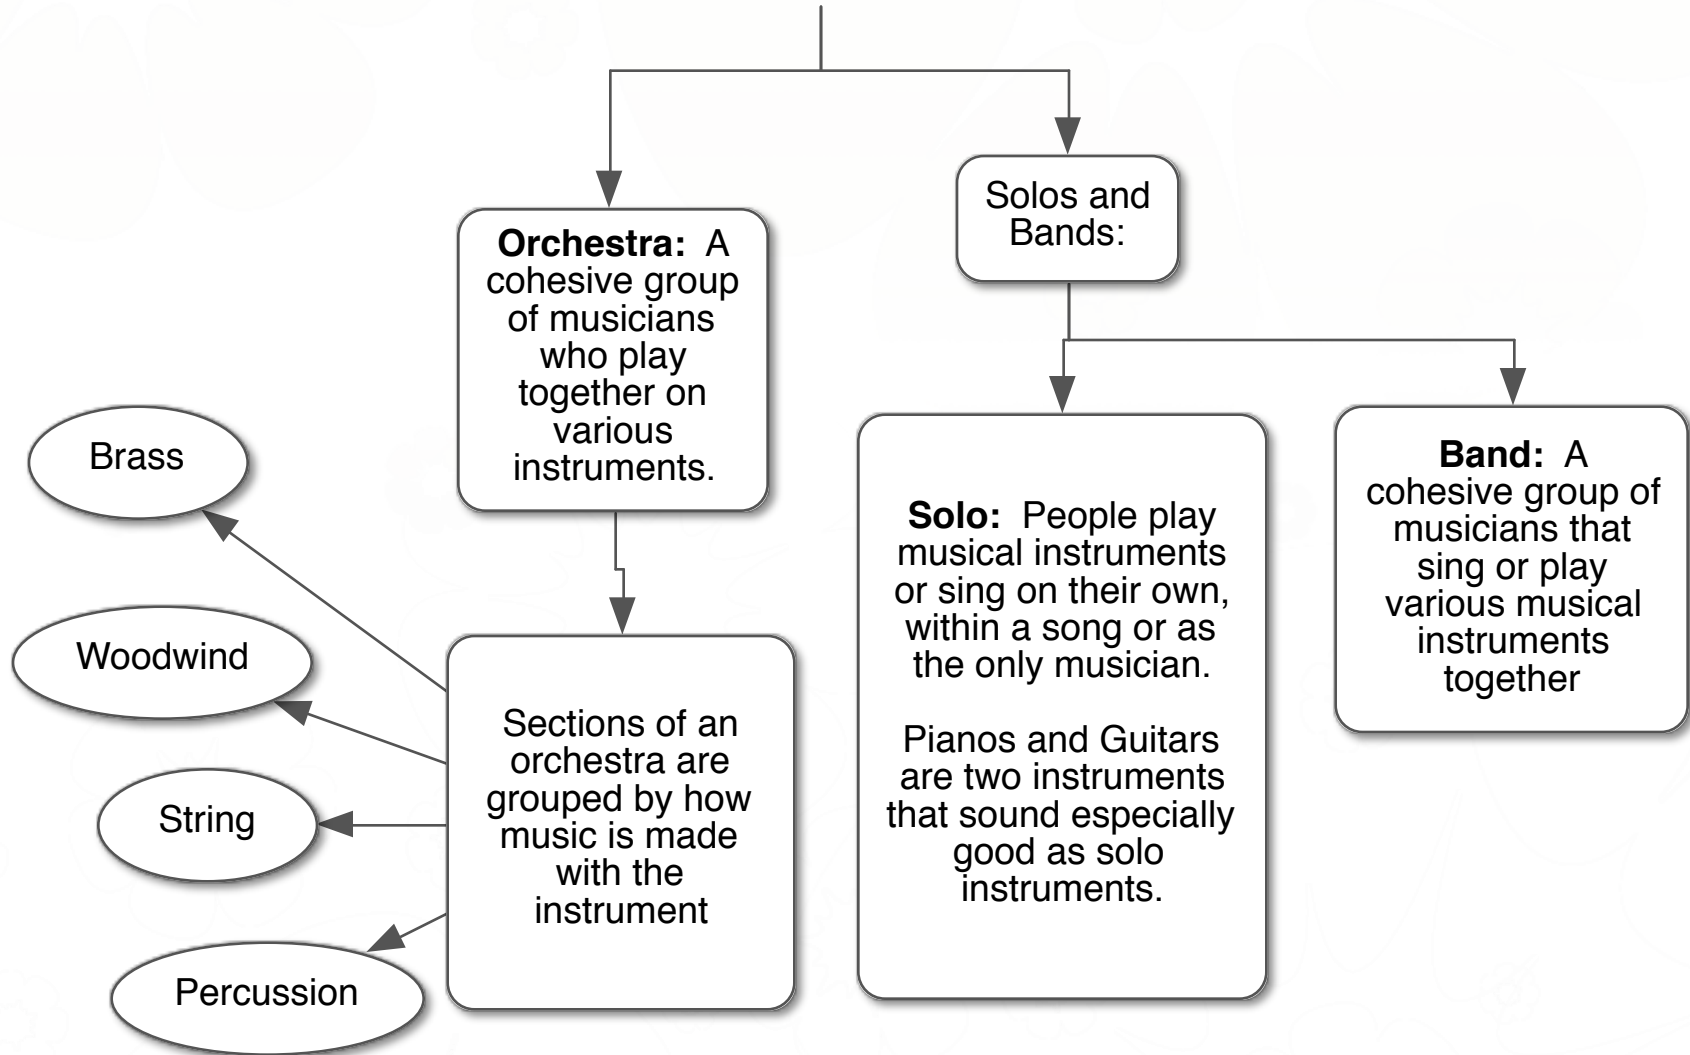 Solos and
Bands:
Orchestra:  A
cohesive group
of musicians
who play
together on
various
instruments.
Brass
Woodwind
String
Percussion
Sections of an
orchestra are
grouped by how
music is made
with the
instrument
Solo:  People play
musical instruments
or sing on their own,
within a song or as
the only musician.
Pianos and Guitars
are two instruments
that sound especially
good as solo
instruments.
Band:  A
cohesive group of
musicians that
sing or play
various musical
instruments
together